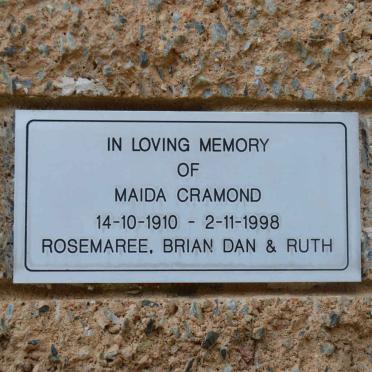 IN LOVING MEMORY
OF
MAIDA CRAMOND
14-10-1910 - 2-11-1998
ROSEMAREE, BRIAN DAN & RUTH